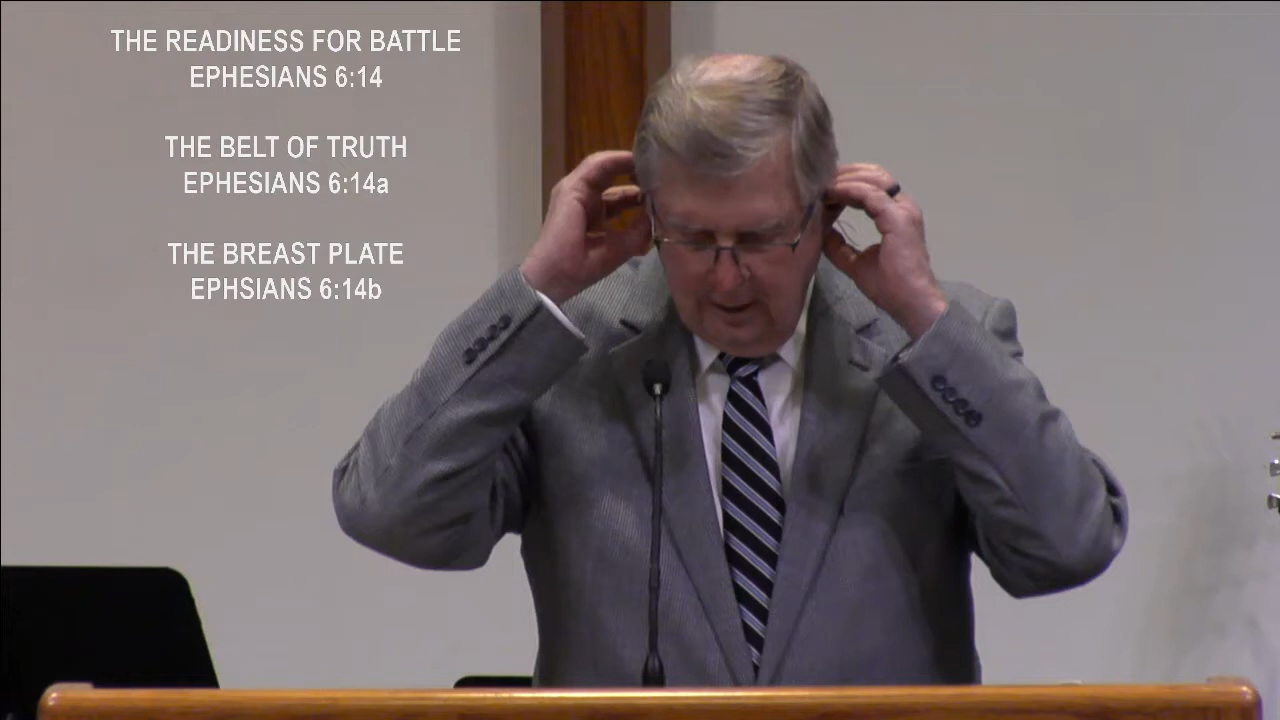 THE READINESS FOR BATTLE
EPHESIANS 6:14
THE BELT OF TRUTH
EPHESIANS 6:14a
THE BREAST PLATE
EPHSIANS 6:14b